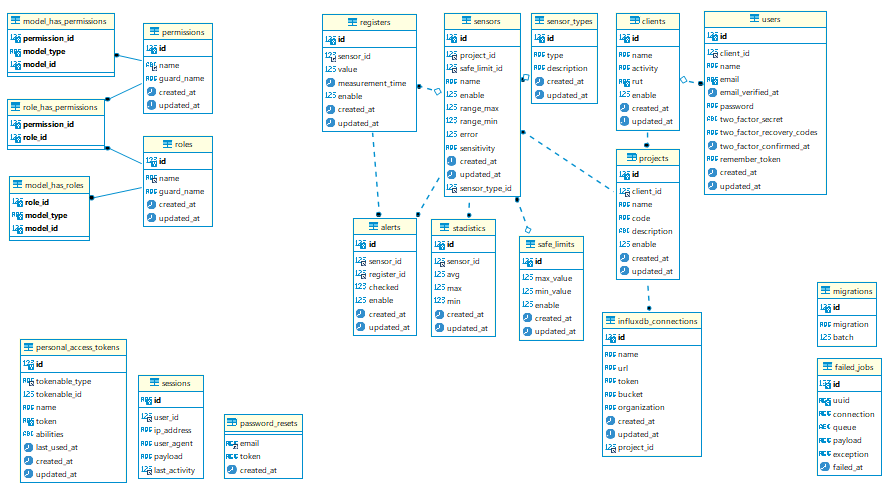 model_has_permissions
permission_id
model_type
model_id
permissions
id
name
guard_name
created_at
updated_at
role_has_permissions
permission_id
role_id
roles
id
name
guard_name
created_at
updated_at
model_has_roles
role_id
model_type
model_id
registers
id
sensor_id
value
measurement_time
enable
created_at
updated_at
sensors
id
project_id
safe_limit_id
name
enable
range_max
range_min
error
sensitivity
created_at
updated_at
sensor_type_id
sensor_types
id
type
description
created_at
updated_at
clients
id
name
activity
rut
enable
created_at
updated_at
users
id
client_id
name
email
email_verified_at
password
two_factor_secret
two_factor_recovery_codes
two_factor_confirmed_at
remember_token
created_at
updated_at
projects
id
client_id
name
code
description
enable
created_at
updated_at
alerts
id
sensor_id
register_id
checked
enable
created_at
updated_at
stadistics
id
sensor_id
avg
max
min
created_at
updated_at
safe_limits
id
max_value
min_value
enable
created_at
updated_at
influxdb_connections
id
name
url
token
bucket
organization
created_at
updated_at
project_id
migrations
id
migration
batch
failed_jobs
id
uuid
connection
queue
payload
exception
failed_at
personal_access_tokens
id
tokenable_type
tokenable_id
name
token
abilities
last_used_at
created_at
updated_at
sessions
id
user_id
ip_address
user_agent
payload
last_activity
password_resets
email
token
created_at